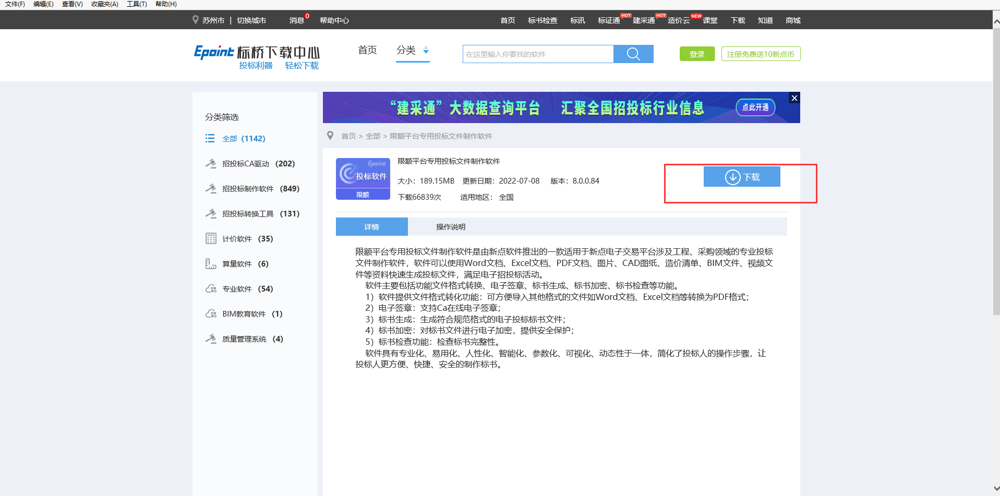 文件(F) 编辑(E) 查看(V) 收藏夹(A) 工具(T) 帮助(H)
苏州市 | 切换城市 消息 0 帮助中心 首页 标书检查 标讯 标证通 HOT 建采通 HOT 造价云 NEW 课堂 下载 知道 商城
Epoint 标桥下载中心
投标利器 轻松下载
首页 分类 在这里输入你要找的软件 登录 注册免费送10新点币
“建采通”大数据查询平台 汇聚全国招投标行业信息 点此开通 X
分类筛选
全部 (1142)
招投标CA驱动 (202)
招投标制作软件 (849)
招投标转换工具 (131)
计价软件 (35)
算量软件 (6)
专业软件 (54)
BIM教育软件 (1)
质量管理系统 (4)
首页 > 全部 > 限额平台专用投标文件制作软件
Epoint
投标软件
限额
限额平台专用投标文件制作软件
大小：189.15MB 更新日期：2022-07-08 版本：8.0.0.84
下载66839次 适用地区： 全国
下载
详情 操作说明
限额平台专用投标文件制作软件是由新点软件推出的一款适用于新点电子交易平台涉及工程、采购领域的专业投标
文件制作软件，软件可以使用Word文档、Excel文档、PDF文档、图片、CAD图纸、造价清单、BIM文件、视频文
件等资料快速生成投标文件，满足电子招投标活动。
软件主要包括功能文件格式转换、电子签章、标书生成、标书加密、标书检查等功能。
1）软件提供文件格式转化功能：可方便导入其他格式的文件如Word文档、Excel文档等转换为PDF格式；
2）电子签章：支持Ca在线电子签章；
3）标书生成：生成符合规范格式的电子投标标书文件；
4）标书加密：对标书文件进行电子加密，提供安全保护；
5）标书检查功能：检查标书完整性。
软件具有专业化、易用化、人性化、智能化、参数化、可视化、动态性于一体，简化了投标人的操作步骤，让
投标人更方便、快捷、安全的制作标书。